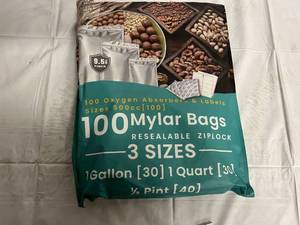 9.5
100 Oxygen Absorbers & Labels
Size: 500cc[100]
100 Mylar Bags
RESEALABLE ZIPLOCK
3 SIZES
1Gallon [30] 1 Quart [30]
½ Pint [40]